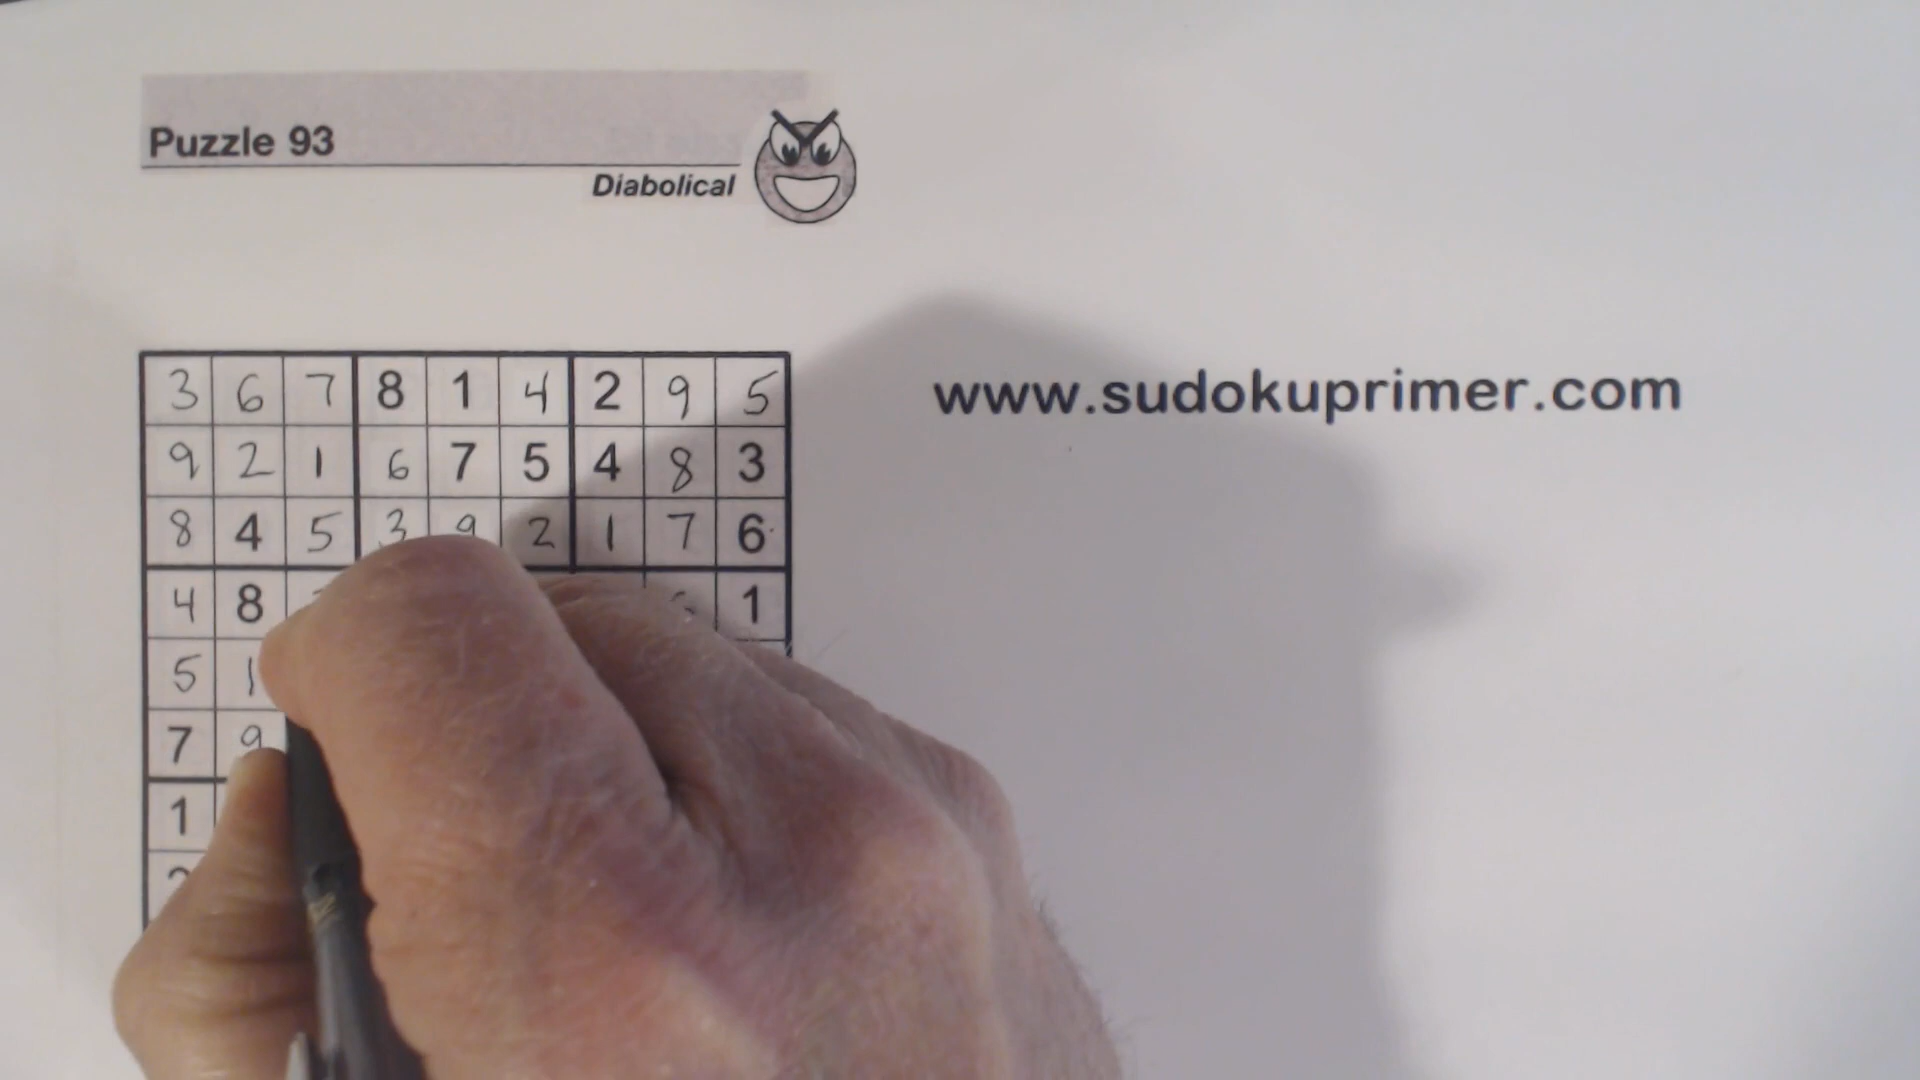 Puzzle 93
Diabolical
www.sudokuprimer.com
3 6 7 8 1 4 2 9 5
9 2 1 6 7 5 4 8 3
8 4 5 3 9 2 1 7 6
4 8 1
5 1
7 9
1